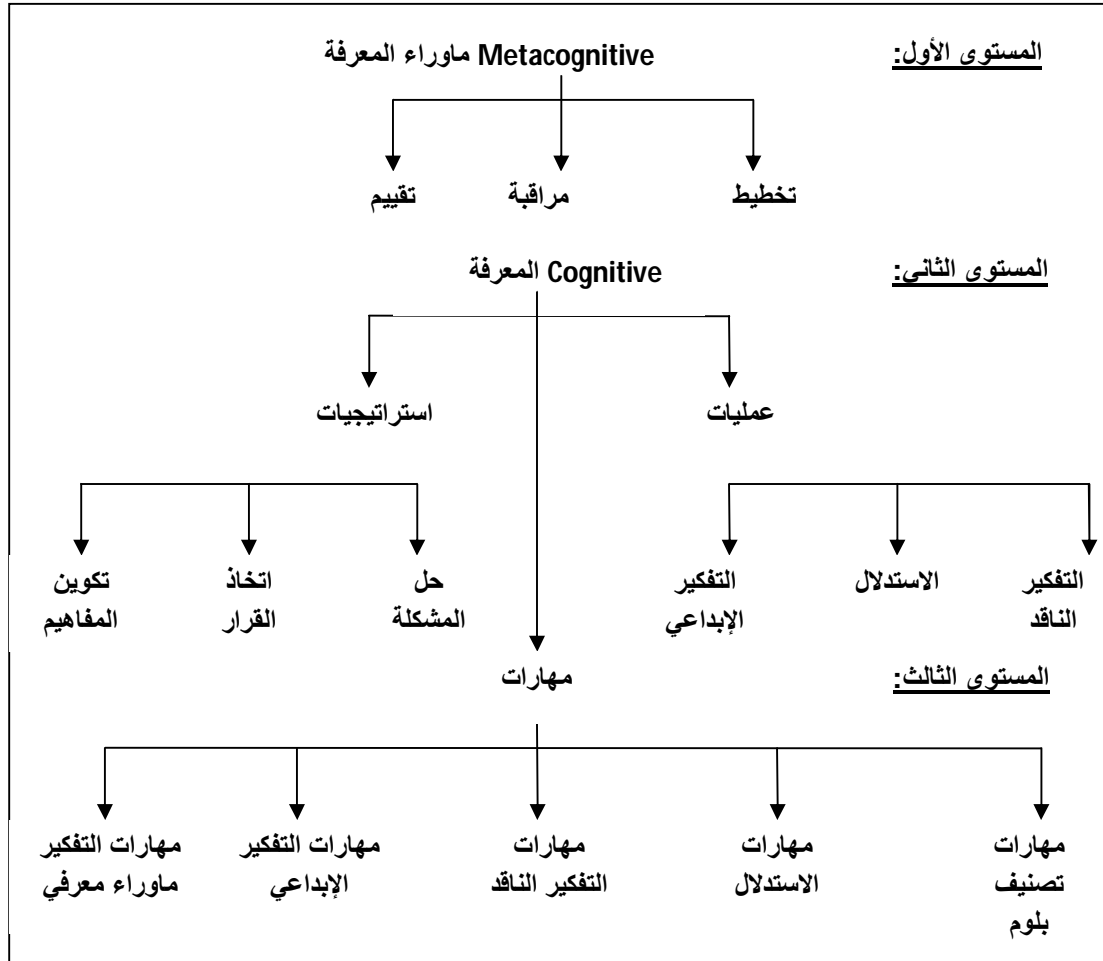 المستوى الأول:
ماوراء المعرفة Metacognitive
تخطيط
مراقبة
تقييم
المستوى الثاني:
المعرفة Cognitive
عمليات
استراتيجيات
التفكير
الناقد
الاستدلال
التفكير
الإبداعي
حل
المشكلة
اتخاذ
القرار
تكوين
المفاهيم
المستوى الثالث:
مهارات
مهارات
تصنيف
بلوم
مهارات
الاستدلال
مهارات
التفكير الناقد
مهارات التفكير
الإبداعي
مهارات التفكير
ماوراء معرفي